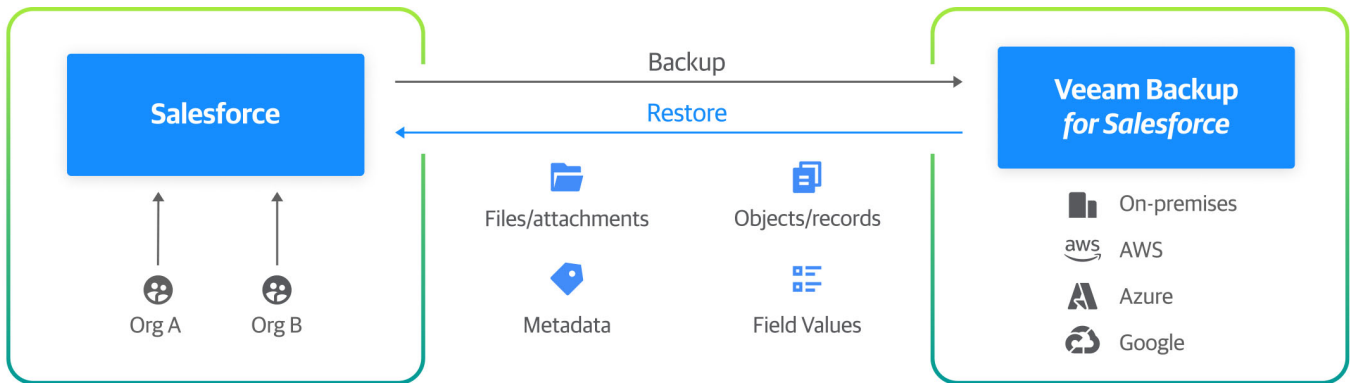 Salesforce
Org A
Org B
Backup
Restore
Files/attachments
Objects/records
Metadata
Field Values
Veeam Backup
for Salesforce
On-premises
aws
AWS
Azure
Google